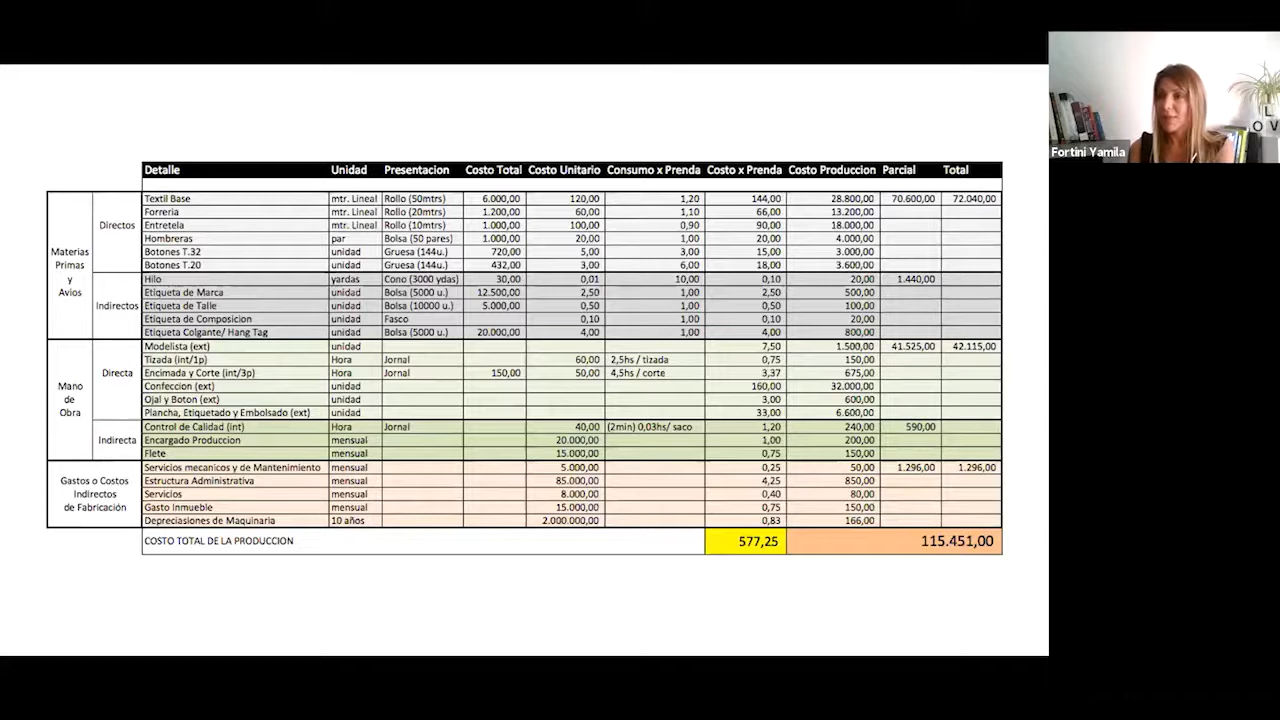 Detalle Unidad Presentacion Costo Total Costo Unitario Consumo x Prenda Costo x Prenda Costo Produccion Parcial Total
Materias Primas y Avios
Directos
Textil Base mtr. Lineal Rollo (50mtrs) 6.000,00 120,00 1,20 144,00 28.800,00 70.600,00 72.040,00
Forreria mtr. Lineal Rollo (20mtrs) 1.200,00 60,00 1,10 66,00 13.200,00
Entretela mtr. Lineal Rollo (10mtrs) 1.000,00 100,00 0,90 90,00 18.000,00
Hombreras par Bolsa (50 pares) 1.000,00 20,00 1,00 20,00 4.000,00
Botones T.32 unidad Gruesa (144u.) 720,00 5,00 3,00 15,00 3.000,00
Botones T.20 unidad Gruesa (144u.) 432,00 3,00 6,00 18,00 3.600,00
Indirectos
Hilo yardas Cono (3000 ydas) 30,00 0,01 10,00 0,10 20,00 1.440,00
Etiqueta de Marca unidad Bolsa (5000 u.) 12.500,00 2,50 1,00 2,50 500,00
Etiqueta de Talle unidad Bolsa (10000 u.) 5.000,00 0,50 1,00 0,50 100,00
Etiqueta de Composicion unidad Fasco 0,10 1,00 0,10 20,00
Etiqueta Colgante/ Hang Tag unidad Bolsa (5000 u.) 20.000,00 4,00 1,00 4,00 800,00
Mano de Obra
Directa
Modelista (ext) unidad 7,50 1.500,00 41.525,00 42.115,00
Tizada (int/1p) Hora Jornal 60,00 2,5hs / tizada 0,75 150,00
Encimada y Corte (int/3p) Hora Jornal 150,00 50,00 4,5hs / corte 3,37 675,00
Confeccion (ext) unidad 160,00 32.000,00
Ojal y Boton (ext) unidad 3,00 600,00
Plancha, Etiquetado y Embolsado (ext) unidad 33,00 6.600,00
Indirecta
Control de Calidad (int) Hora Jornal 40,00 (2min) 0,03hs/ saco 1,20 240,00 590,00
Encargado Produccion mensual 20.000,00 1,00 200,00
Flete mensual 15.000,00 0,75 150,00
Gastos o Costos Indirectos de Fabricación
Servicios mecanicos y de Mantenimiento mensual 5.000,00 0,25 50,00 1.296,00 1.296,00
Estructura Administrativa mensual 85.000,00 4,25 850,00
Servicios mensual 8.000,00 0,40 80,00
Gasto Inmueble mensual 15.000,00 0,75 150,00
Depreciasiones de Maquinaria 10 años 2.000.000,00 0,83 166,00
COSTO TOTAL DE LA PRODUCCION 577,25 115.451,00
L
O V
Fortini Yamila